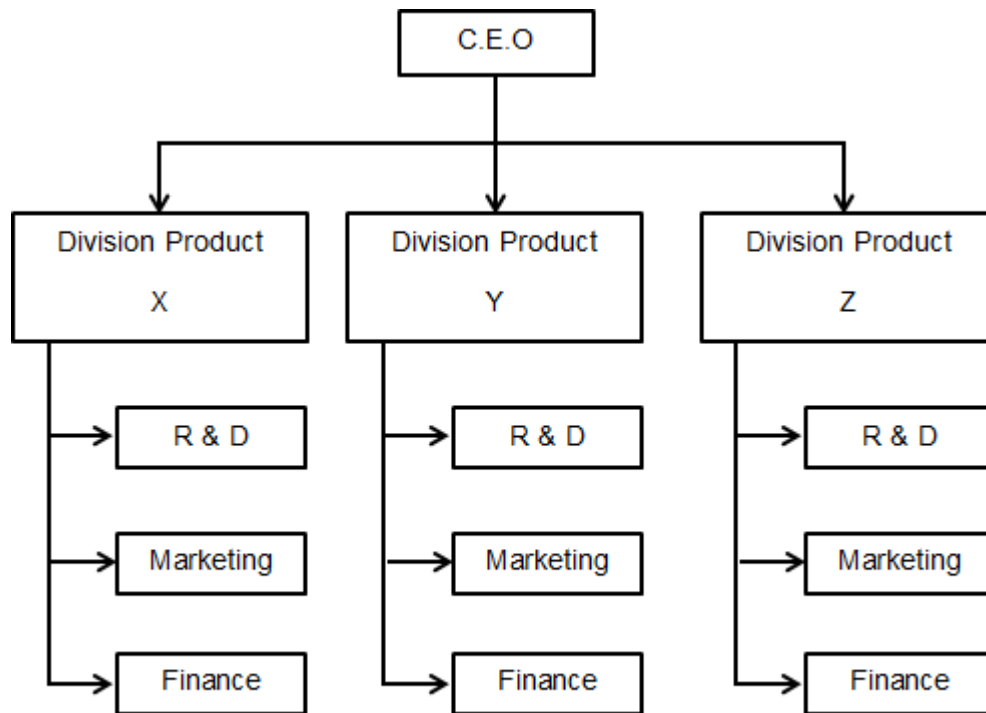 C.E.O
Division Product
X
Division Product
Y
Division Product
Z
R & D
R & D
R & D
Marketing
Marketing
Marketing
Finance
Finance
Finance